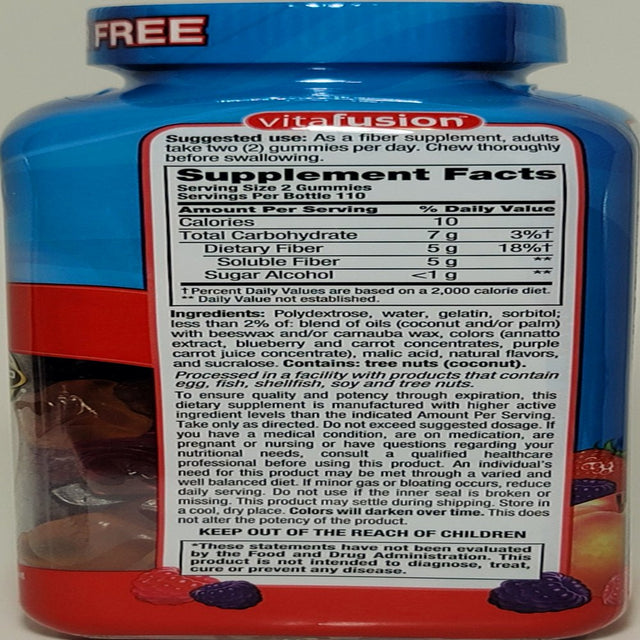 FREE
vitafusion
Suggested use: As a fiber supplement, adults
take two (2) gummies per day. Chew thoroughly
before swallowing.
Supplement Facts
Serving Size 2 Gummies
Servings Per Bottle 110
Amount Per Serving % Daily Value
Calories 10
Total Carbohydrate 7 g 3%†
Dietary Fiber 5 g 18%†
Soluble Fiber 5 g **
Sugar Alcohol <1 g **
† Percent Daily Values are based on a 2,000 calorie diet.
** Daily Value not established.
Ingredients: Polydextrose, water, gelatin, sorbitol;
less than 2% of: blend of oils (coconut and/or palm)
with beeswax and/or carnauba wax, colors (annatto
extract, blueberry and carrot concentrates, purple
carrot juice concentrate), malic acid, natural flavors,
and sucralose. Contains: tree nuts (coconut).
Processed in a facility with products that contain
egg, fish, shellfish, soy and tree nuts.
To ensure quality and potency through expiration, this
dietary supplement is manufactured with higher active
ingredient levels than the indicated Amount Per Serving.
Take only as directed. Do not exceed suggested dosage. If
you have a medical condition, are on medication, are
pregnant or nursing or have questions regarding your
nutritional needs, consult a qualified healthcare
professional before using this product. An individual's
need for this product may be met through a varied and
well balanced diet. If minor gas or bloating occurs, reduce
daily serving. Do not use if the inner seal is broken or
missing. This product may settle during shipping. Store in
a cool, dry place. Colors will darken over time. This does
not alter the potency of the product.
KEEP OUT OF THE REACH OF CHILDREN
*These statements have not been evaluated
by the Food and Drug Administration. This
product is not intended to diagnose, treat,
cure or prevent any disease.